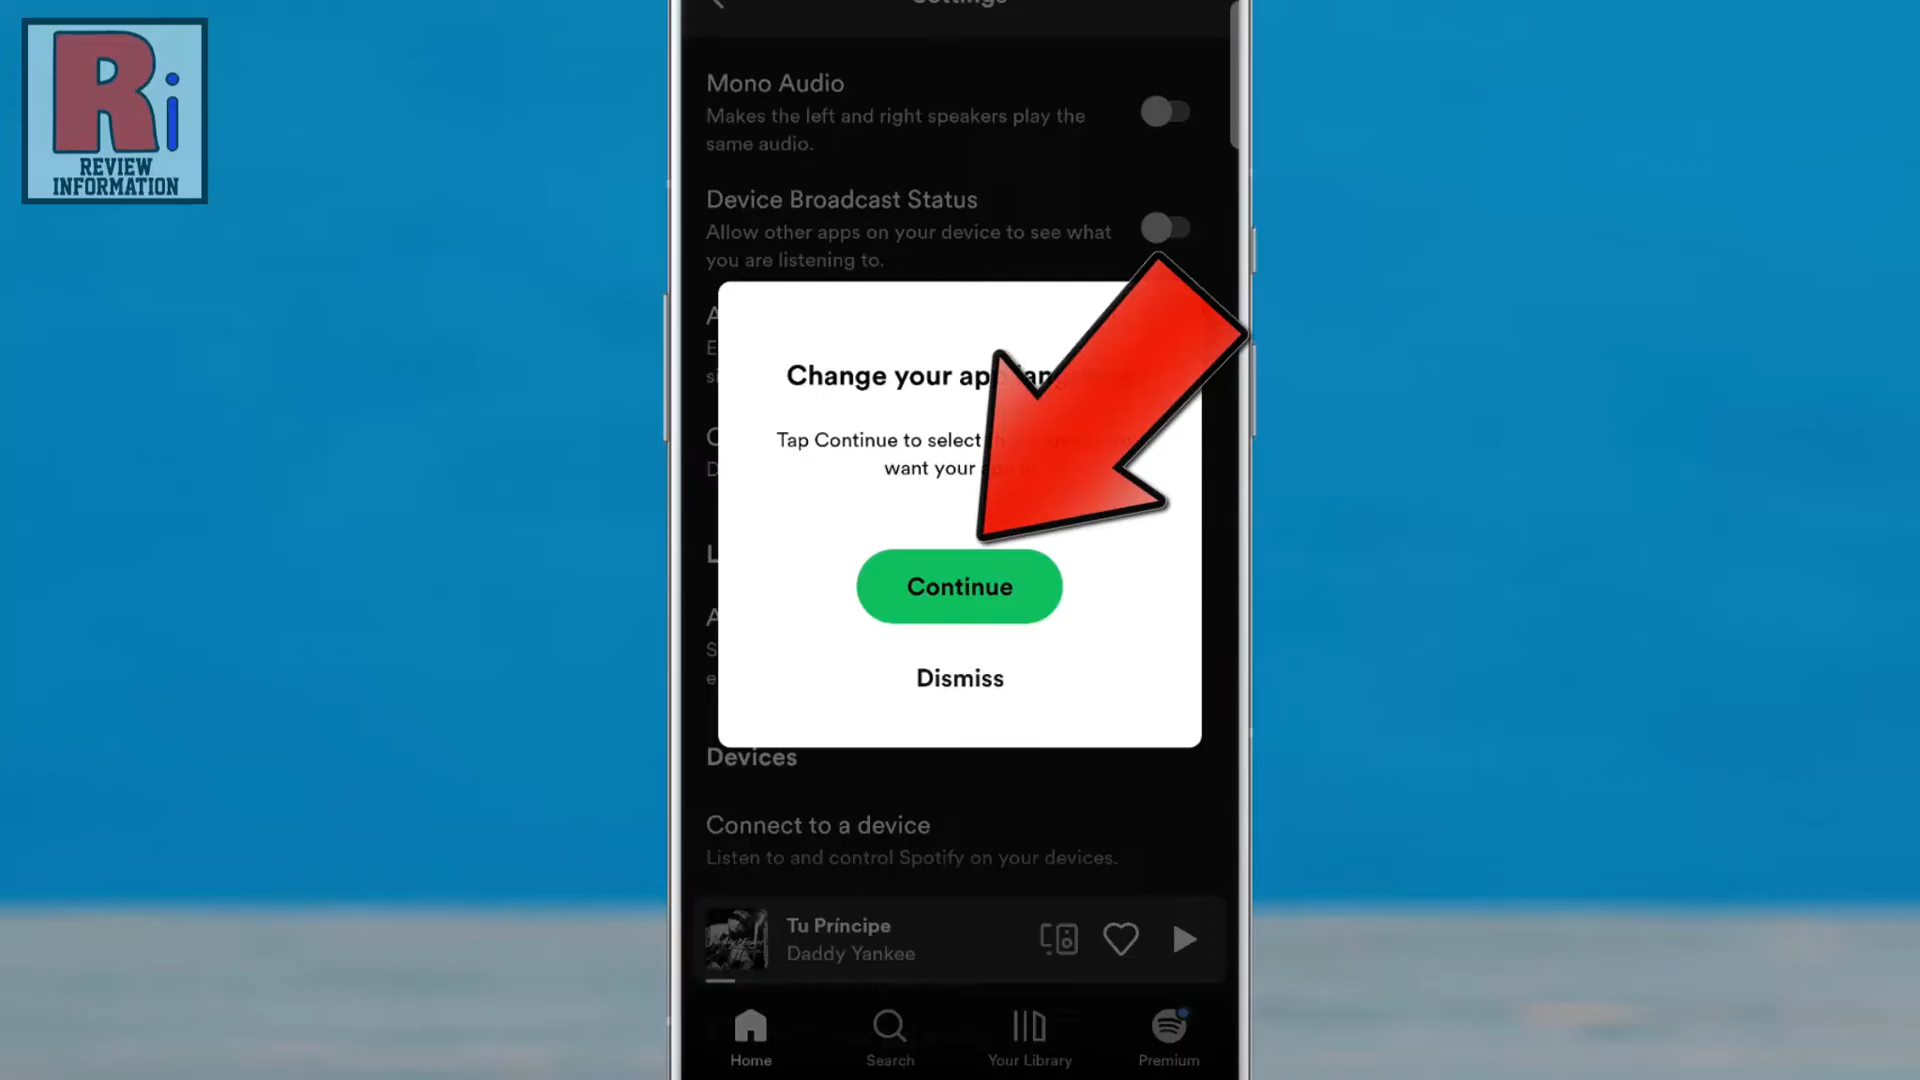 Settings
Ri
REVIEW
INFORMATION
Mono Audio
Makes the left and right speakers play the
same audio.
Device Broadcast Status
Allow other apps on your device to see what
you are listening to.
Change your app
Tap Continue to select
want your
Continue
Dismiss
Devices
Connect to a device
Listen to and control Spotify on your devices.
Tu Príncipe
Daddy Yankee
Home
Search
Your Library
Premium